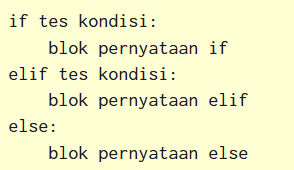 if tes kondisi:
    blok pernyataan if
elif tes kondisi:
    blok pernyataan elif
else:
    blok pernyataan else